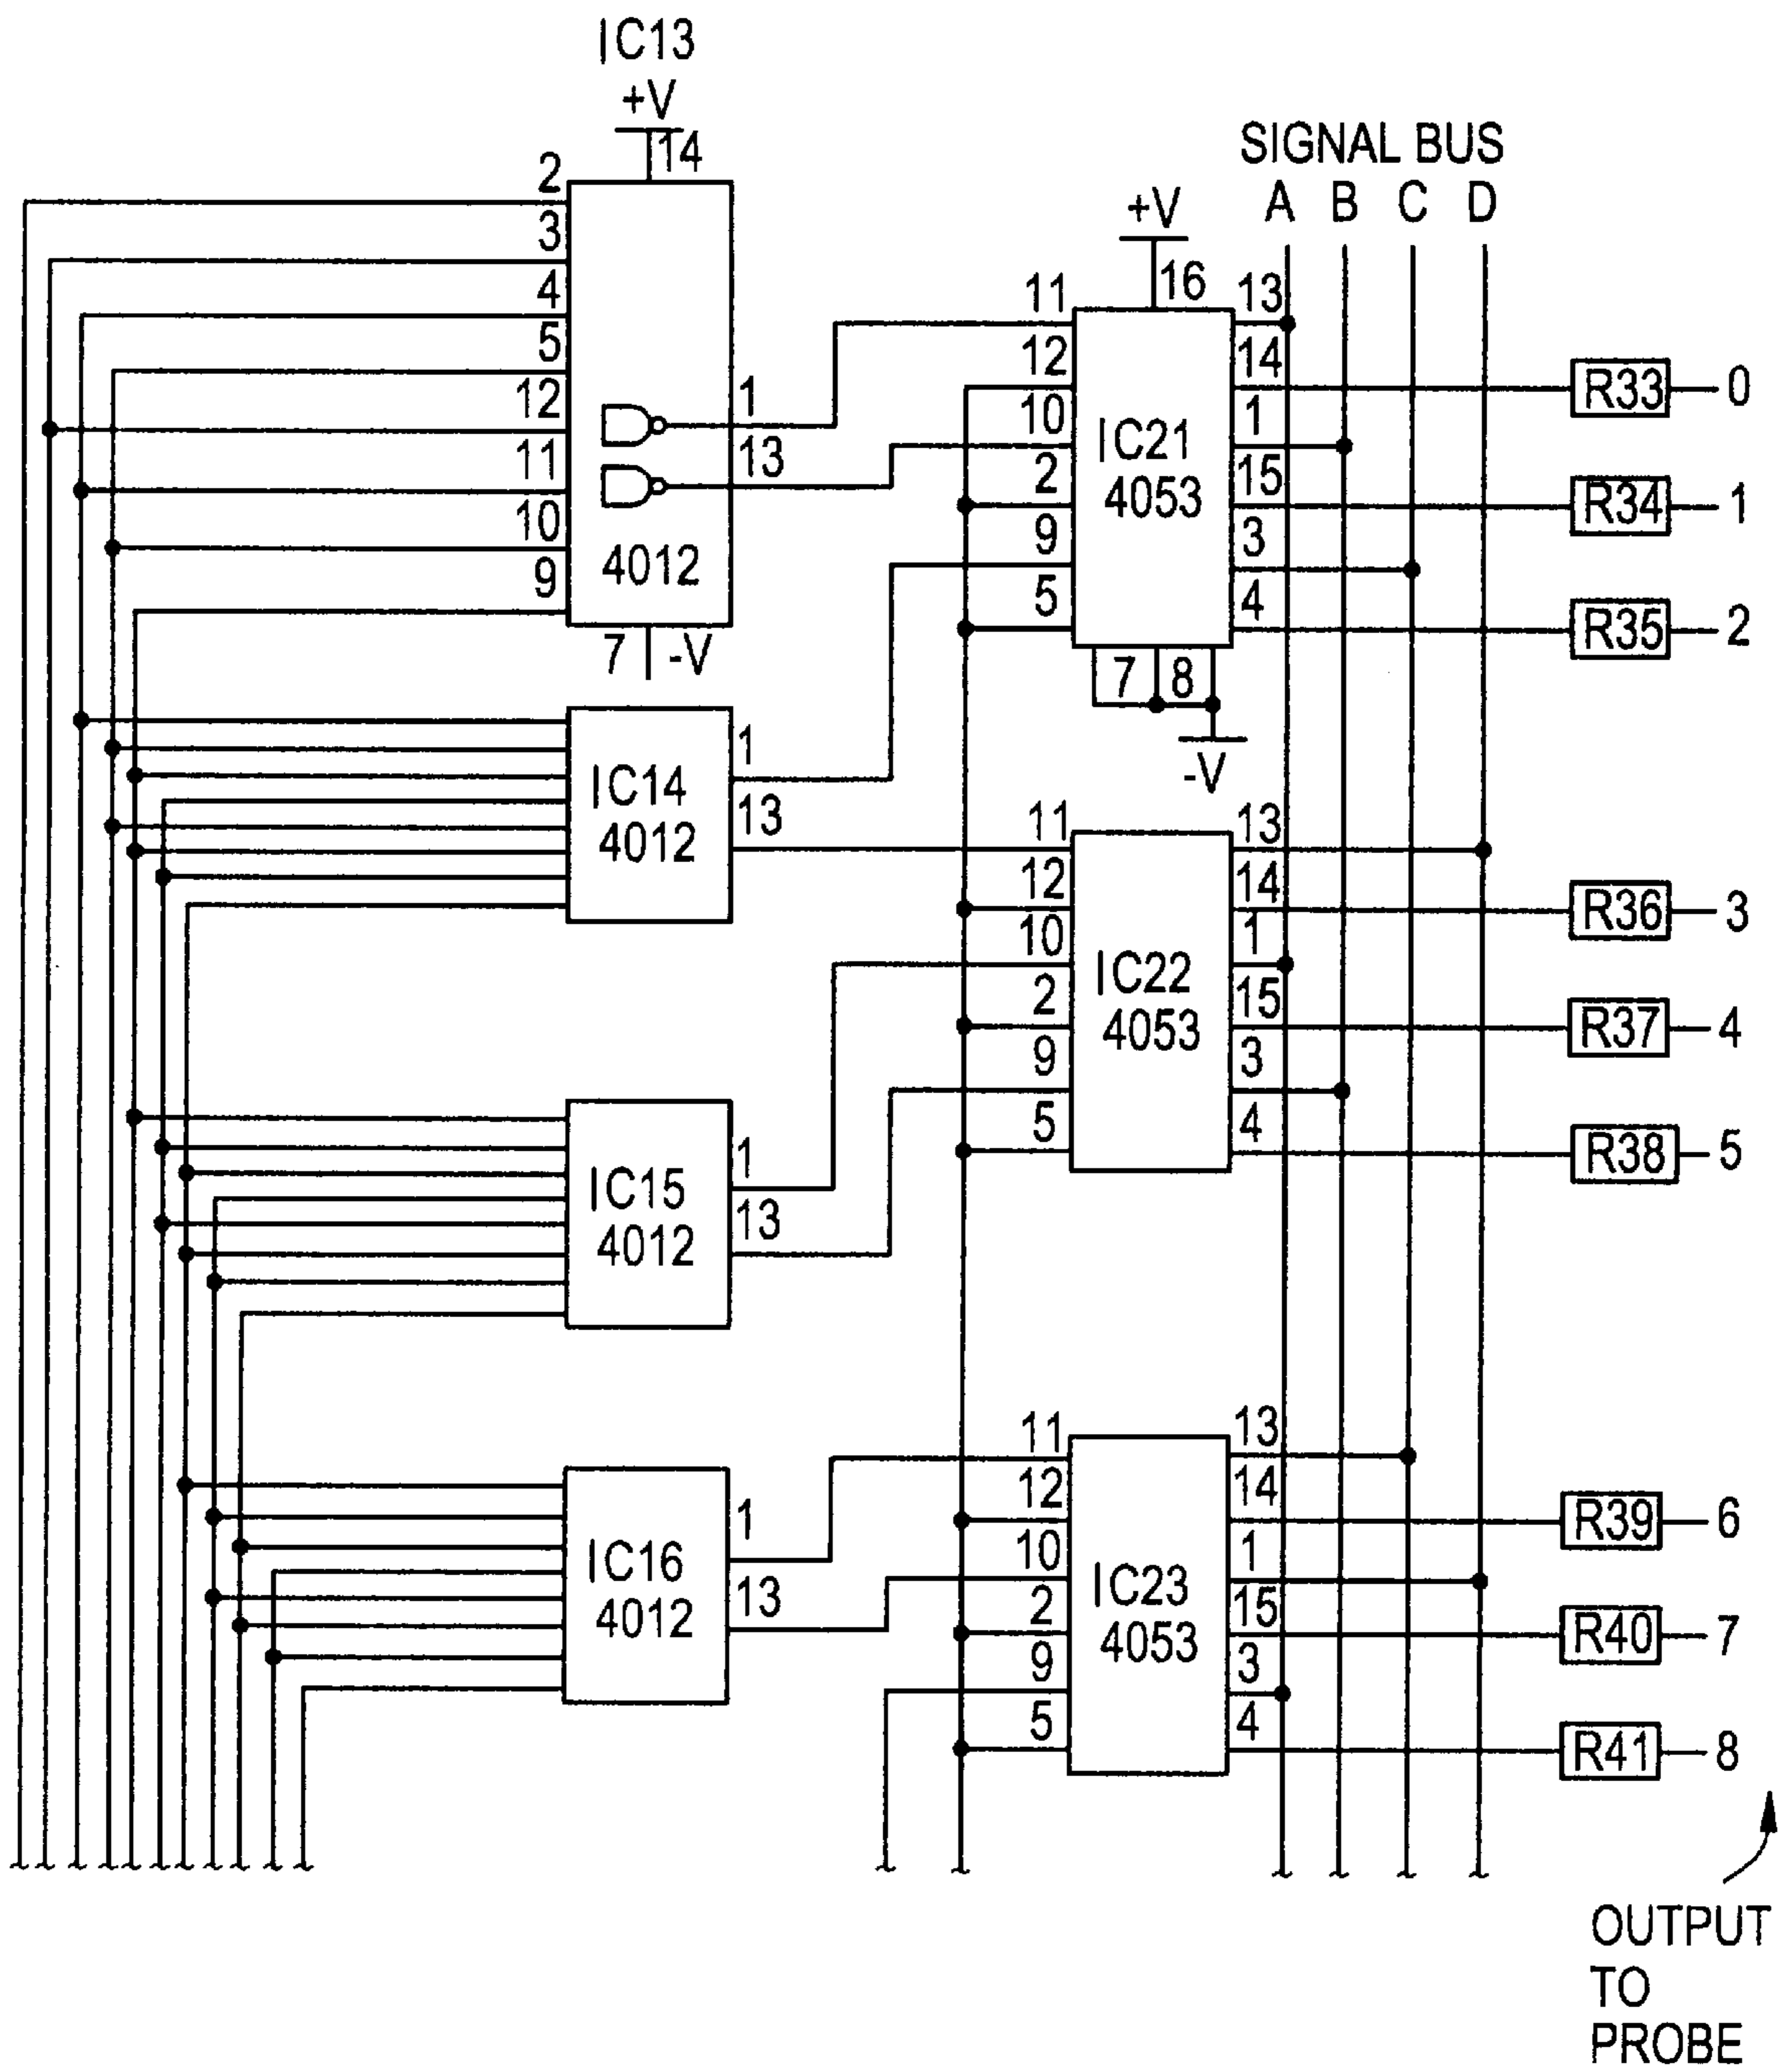 IC13
+V
14
2
3
4
5
12
11
10
9
1
13
4012
7 -V
SIGNAL BUS
A B C D
+V
16
11
12
10
2
9
5
IC21
4053
13
14
1
15
3
4
7 8
-V
R33 0
R34 1
R35 2
IC14
4012
1
13
11
12
10
2
9
5
IC22
4053
13
14
1
15
3
4
R36 3
R37 4
R38 5
IC15
4012
1
13
IC16
4012
1
13
11
12
10
2
9
5
IC23
4053
13
14
1
15
3
4
R39 6
R40 7
R41 8
OUTPUT
TO
PROBE